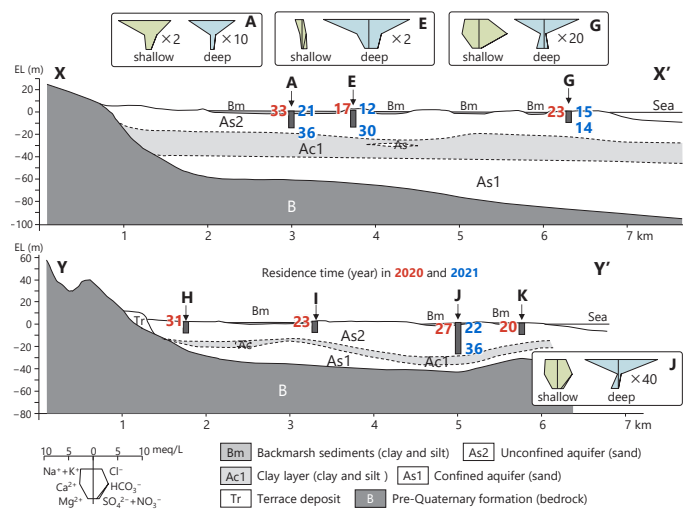 A
×2
×10
shallow
deep
E
×2
shallow
deep
G
×20
shallow
deep
EL (m)
X
X′
A
E
G
20
0
-20
-40
-60
-80
-100
Bm
33
21
36
17
12
30
Bm
Bm
Bm
23
15
14
Sea
As2
Ac1
As
As1
B
1
2
3
4
5
6
7 km
EL (m)
Y
Y′
Residence time (year) in 2020 and 2021
H
I
J
K
60
40
20
0
-20
-40
-60
-80
Tr
31
Bm
23
Bm
27
22
36
Bm
20
Sea
As2
Ac
As1
Ac1
B
J
×40
shallow
deep
1
2
3
4
5
6
7 km
10 5 0 5 10 meq/L
Na⁺+K⁺
Cl⁻
Ca²⁺
HCO₃⁻
Mg²⁺
SO₄²⁻+NO₃⁻
Bm Backmarsh sediments (clay and silt)
As2 Unconfined aquifer (sand)
Ac1 Clay layer (clay and silt )
As1 Confined aquifer (sand)
Tr Terrace deposit
B Pre-Quaternary formation (bedrock)